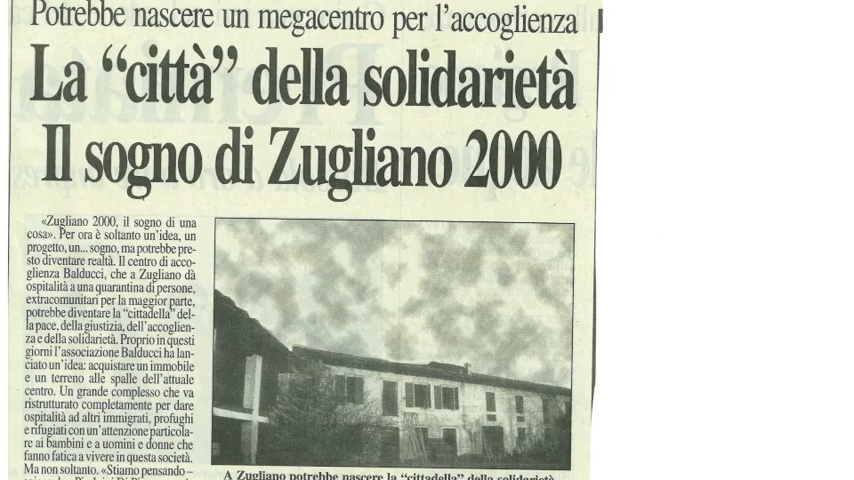 Potrebbe nascere un megacentro per l'accoglienza
La “città” della solidarietà
Il sogno di Zugliano 2000
«Zugliano 2000, il sogno di una
cosa». Per ora è soltanto un'idea, un
progetto, un... sogno, ma potrebbe pre-
sto diventare realtà. Il centro di acco-
glienza Balducci, che a Zugliano dà
ospitalità a una quarantina di persone,
extracomunitari per la maggior parte,
potrebbe diventare la “cittadella” del-
la pace, della giustizia, dell'accoglien-
za e della solidarietà. Proprio in questi
giorni l'associazione Balducci ha lan-
ciato un'idea: acquistare un immobile
e un terreno alle spalle dell'attuale
centro. Un grande complesso che va
ristrutturato completamente per dare
ospitalità ad altri immigrati, profughi
e rifugiati con un'attenzione particola-
re ai bambini e a uomini e donne che
fanno fatica a vivere in questa società.
Ma non soltanto. «Stiamo pensando –
A Zugliano potrebbe nascere la “cittadella” della solidarietà